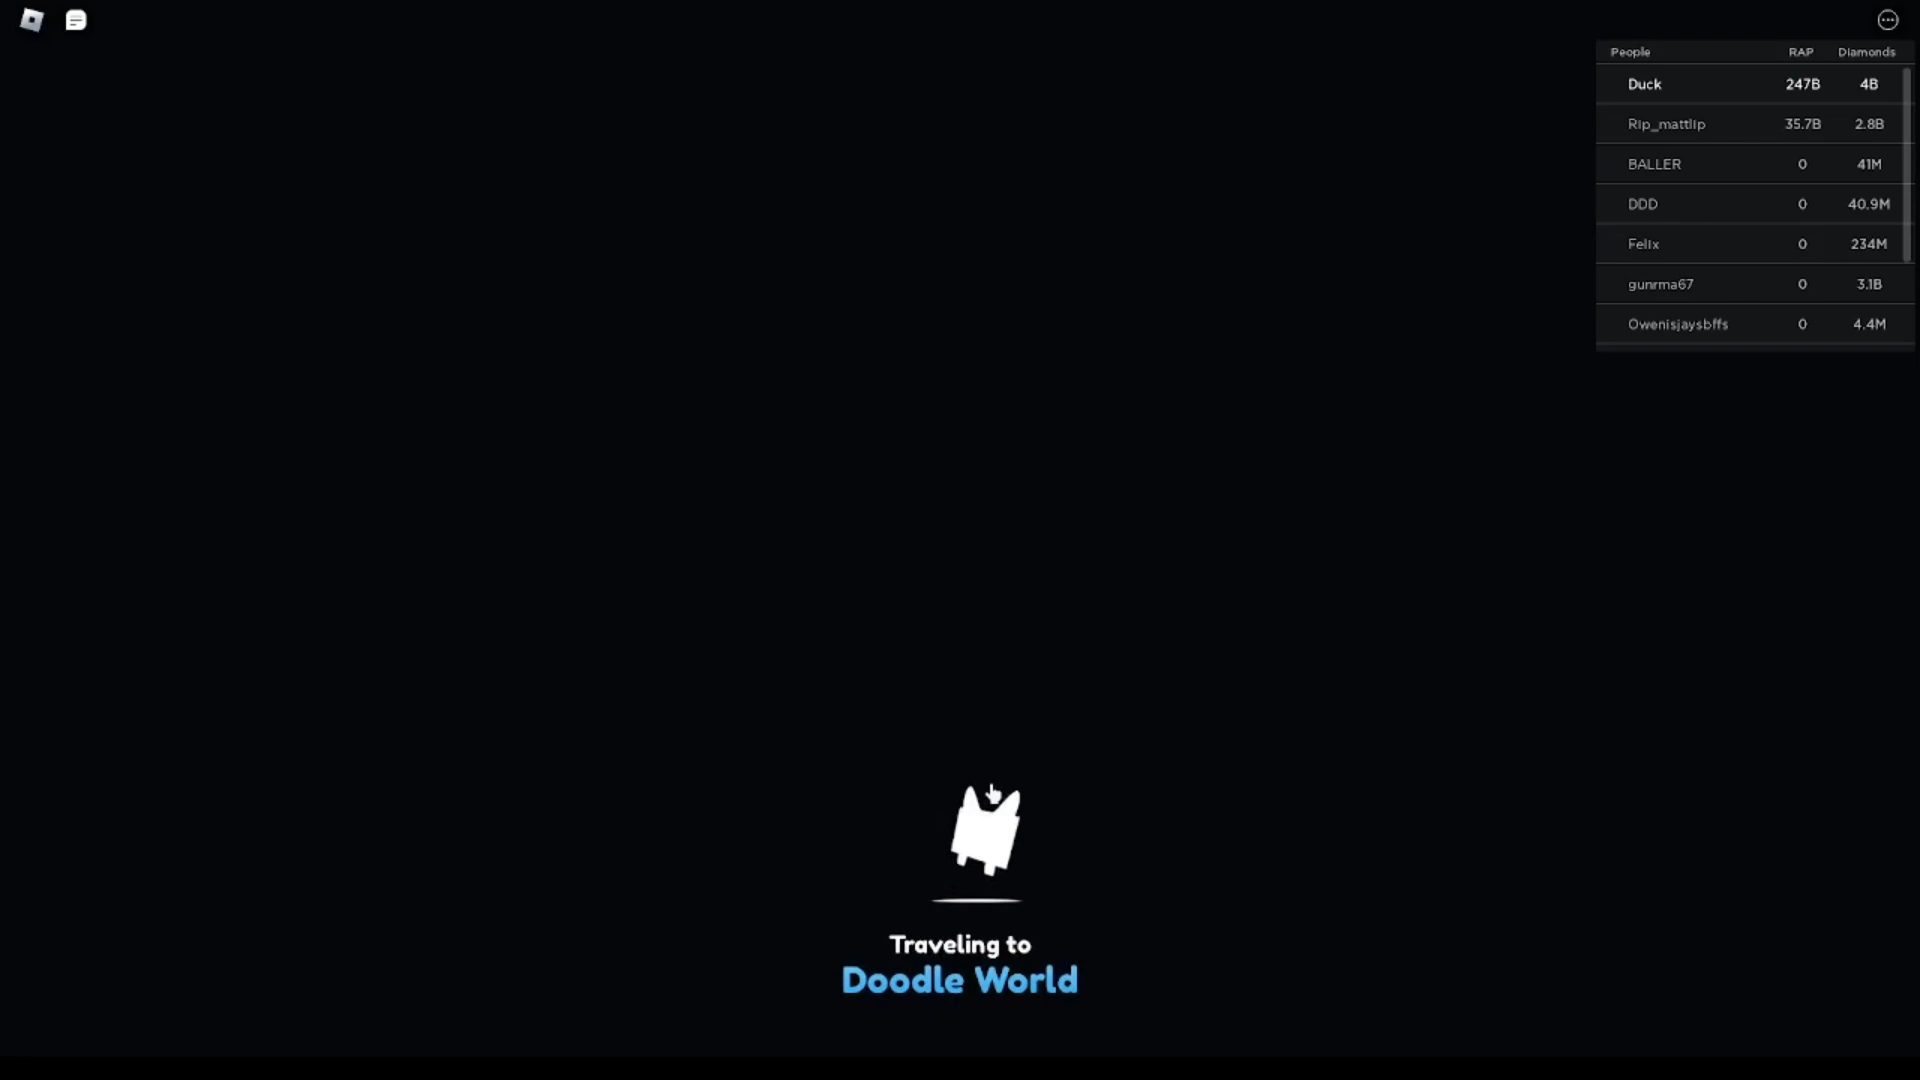 People RAP Diamonds
Duck 247B 4B
Rip_mattlip 35.7B 2.8B
BALLER 0 41M
DDD 0 40.9M
Felix 0 234M
gunrma67 0 3.1B
Owenisjaysbffs 0 4.4M
Traveling to
Doodle World